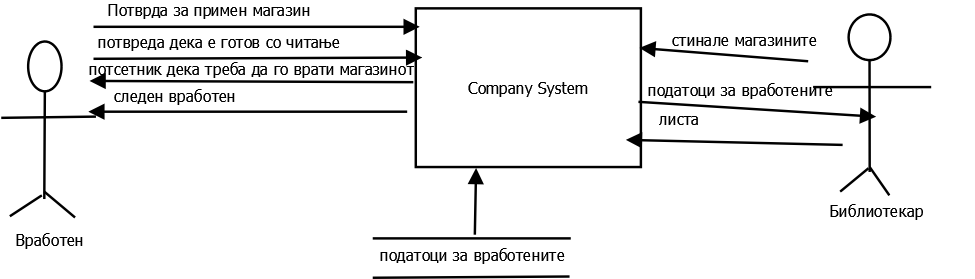 Потврда за примен магазин
потвреда дека е готов со читање
потсетник дека треба да го врати магазинот
следен вработен
Вработен
Company System
стинале магазините
податоци за вработените
листа
Библиотекар
податоци за вработените